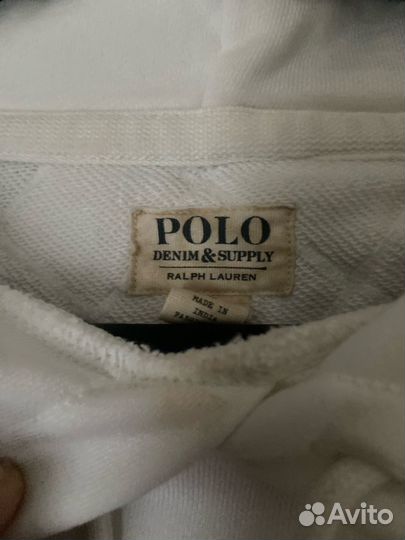 POLO
DENIM & SUPPLY
RALPH LAUREN
MADE IN
INDIA
Avito